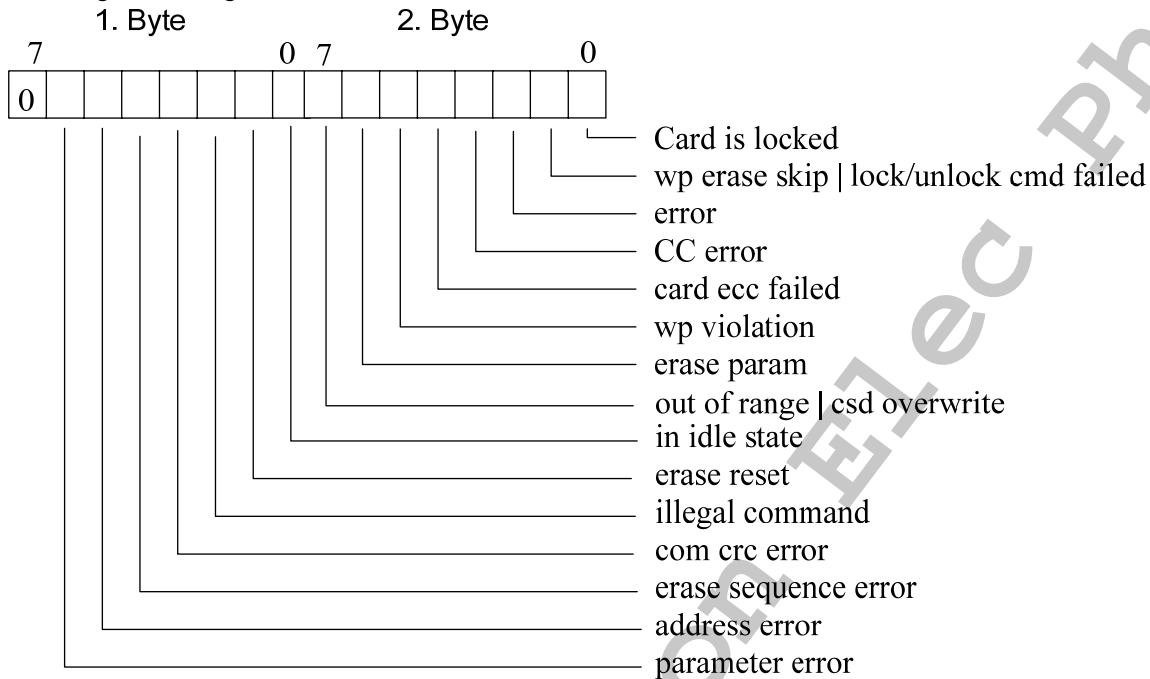 1. Byte 2. Byte
7 0 7 0
0
Card is locked
wp erase skip | lock/unlock cmd failed
error
CC error
card ecc failed
wp violation
erase param
out of range | csd overwrite
in idle state
erase reset
illegal command
com crc error
erase sequence error
address error
parameter error
Elec Ph